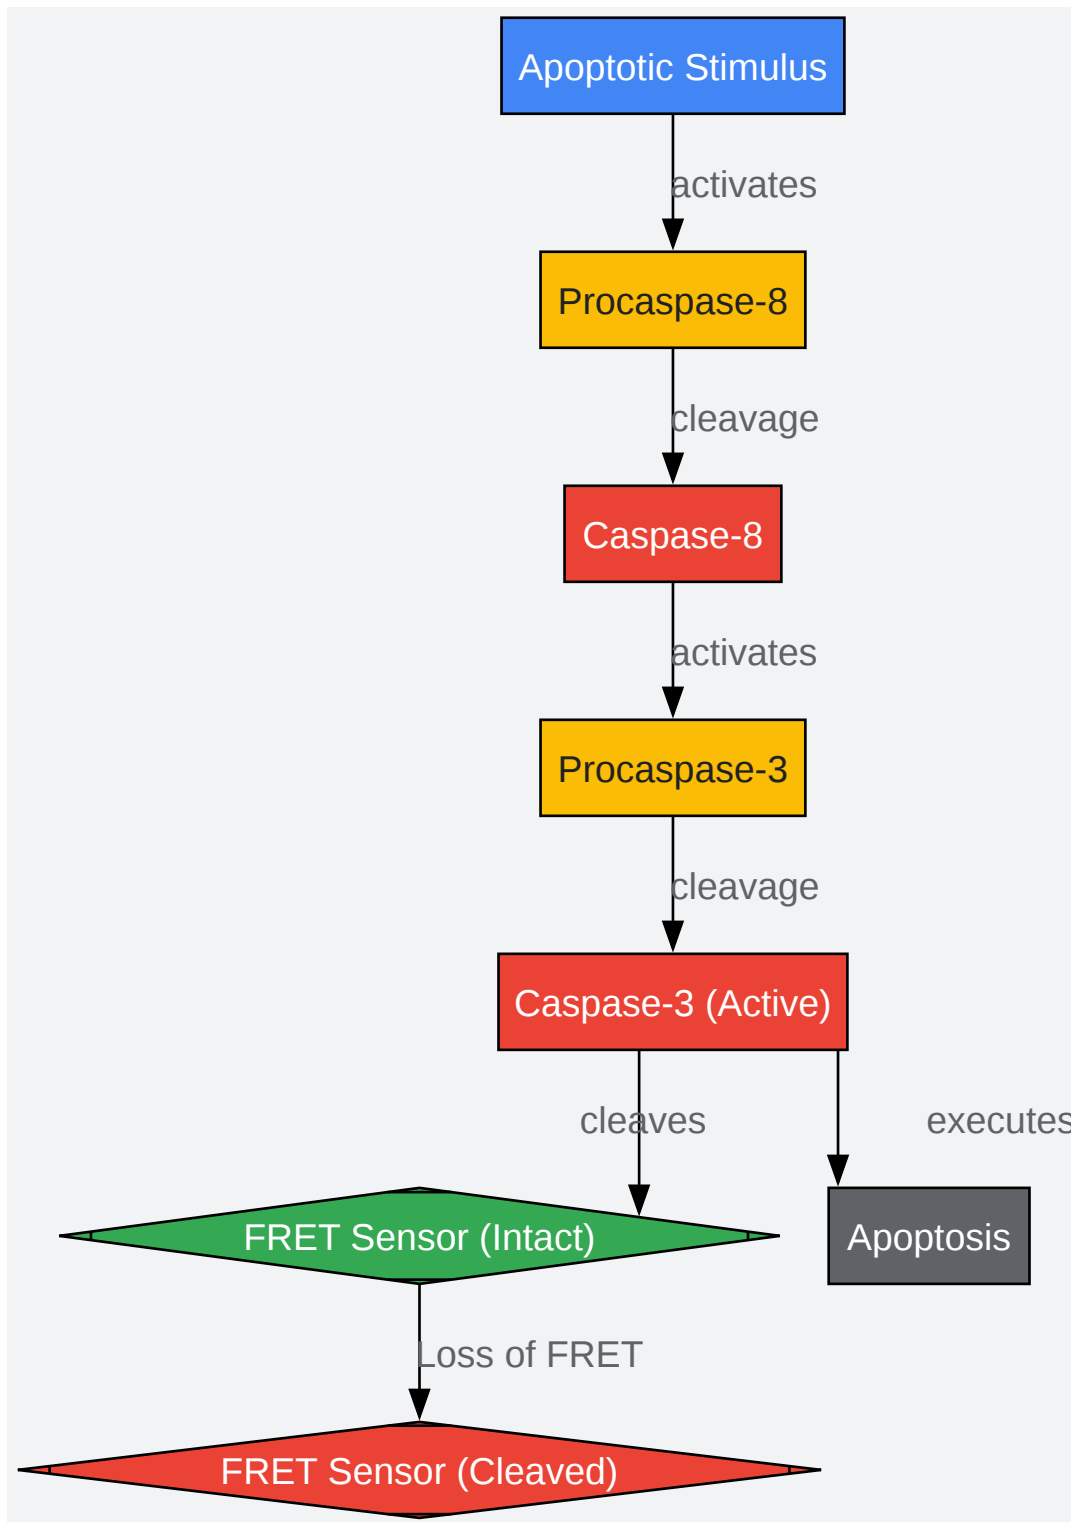 Apoptotic Stimulus
activates
Procaspase-8
cleavage
Caspase-8
activates
Procaspase-3
cleavage
Caspase-3 (Active)
cleaves
executes
FRET Sensor (Intact)
Apoptosis
Loss of FRET
FRET Sensor (Cleaved)